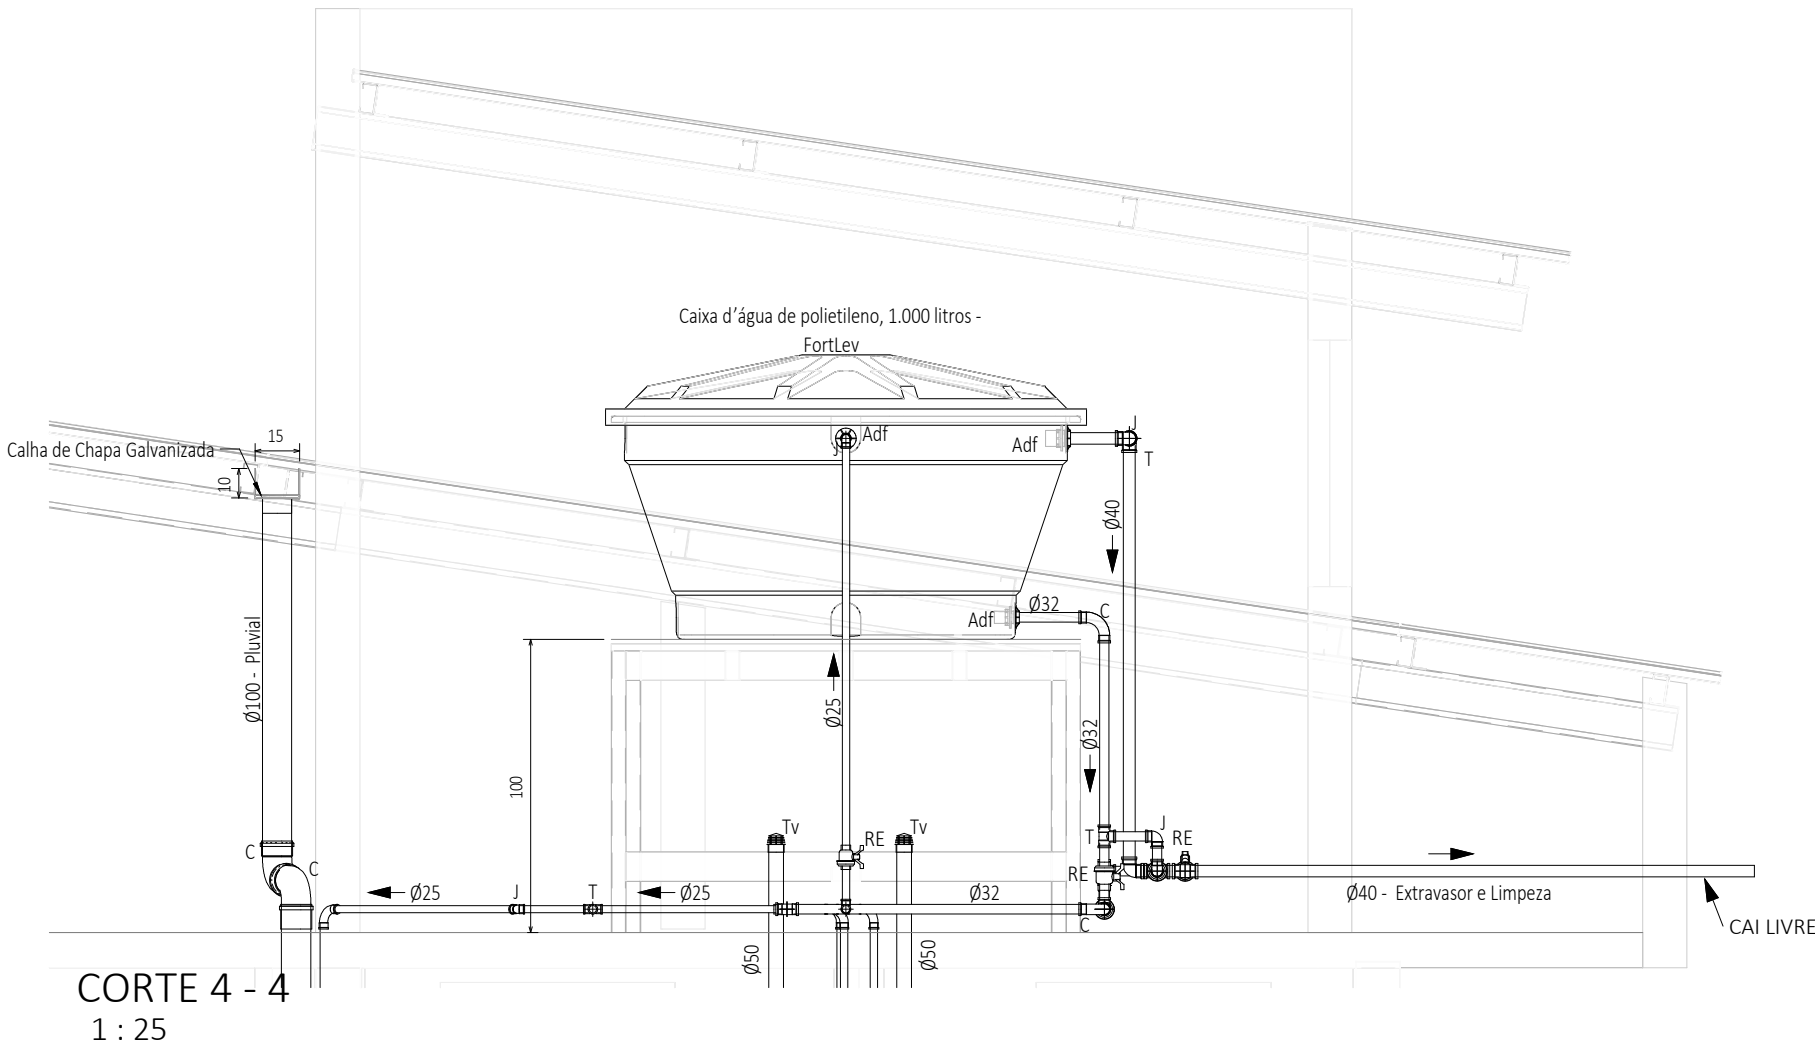 Caixa d'água de polietileno, 1.000 litros -
FortLev
J
Adf
J
Adf
T
15
Calha de Chapa Galvanizada
10
Ø40
Ø32
C
Adf
Ø100 - Pluvial
Ø25
Ø32
100
Tv
Tv
RE
T
J
RE
C
C
RE
Ø25
J
T
Ø25
Ø32
C
Ø40 - Extravasor e Limpeza
CAI LIVRE
Ø50
Ø50
CORTE 4 - 4
1 : 25